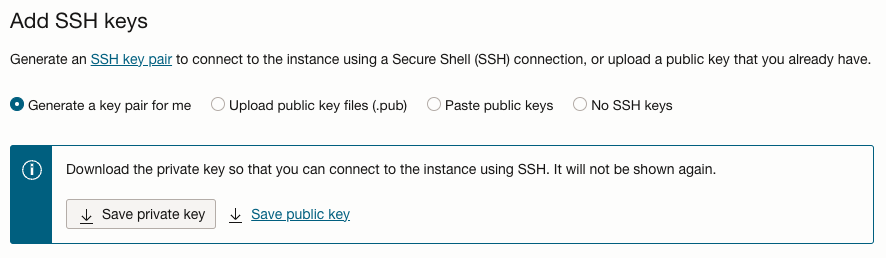 Add SSH keys
Generate an SSH key pair to connect to the instance using a Secure Shell (SSH) connection, or upload a public key that you already have.
Generate a key pair for me Upload public key files (.pub) Paste public keys No SSH keys
Download the private key so that you can connect to the instance using SSH. It will not be shown again.
Save private key Save public key